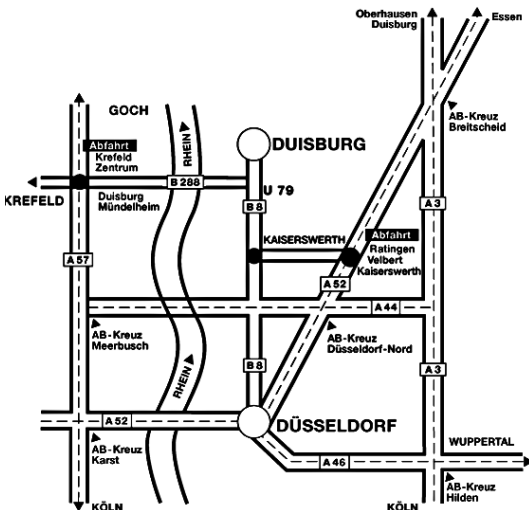 Oberhausen
Duisburg
Essen
GOCH
RHEIN
AB-Kreuz
Breitscheid
Abfahrt
Krefeld
Zentrum
DUISBURG
B 288
U 79
KREFELD
Duisburg
Mündelheim
B 8
A 3
KAISERSWERTH
Abfahrt
Ratingen
Velbert
Kaiserswerth
A 57
A 52
A 44
AB-Kreuz
Meerbusch
AB-Kreuz
Düsseldorf-Nord
B 8
A 3
RHEIN
A 52
DÜSSELDORF
AB-Kreuz
Karst
WUPPERTAL
A 46
AB-Kreuz
Hilden
KÖLN
KÖLN